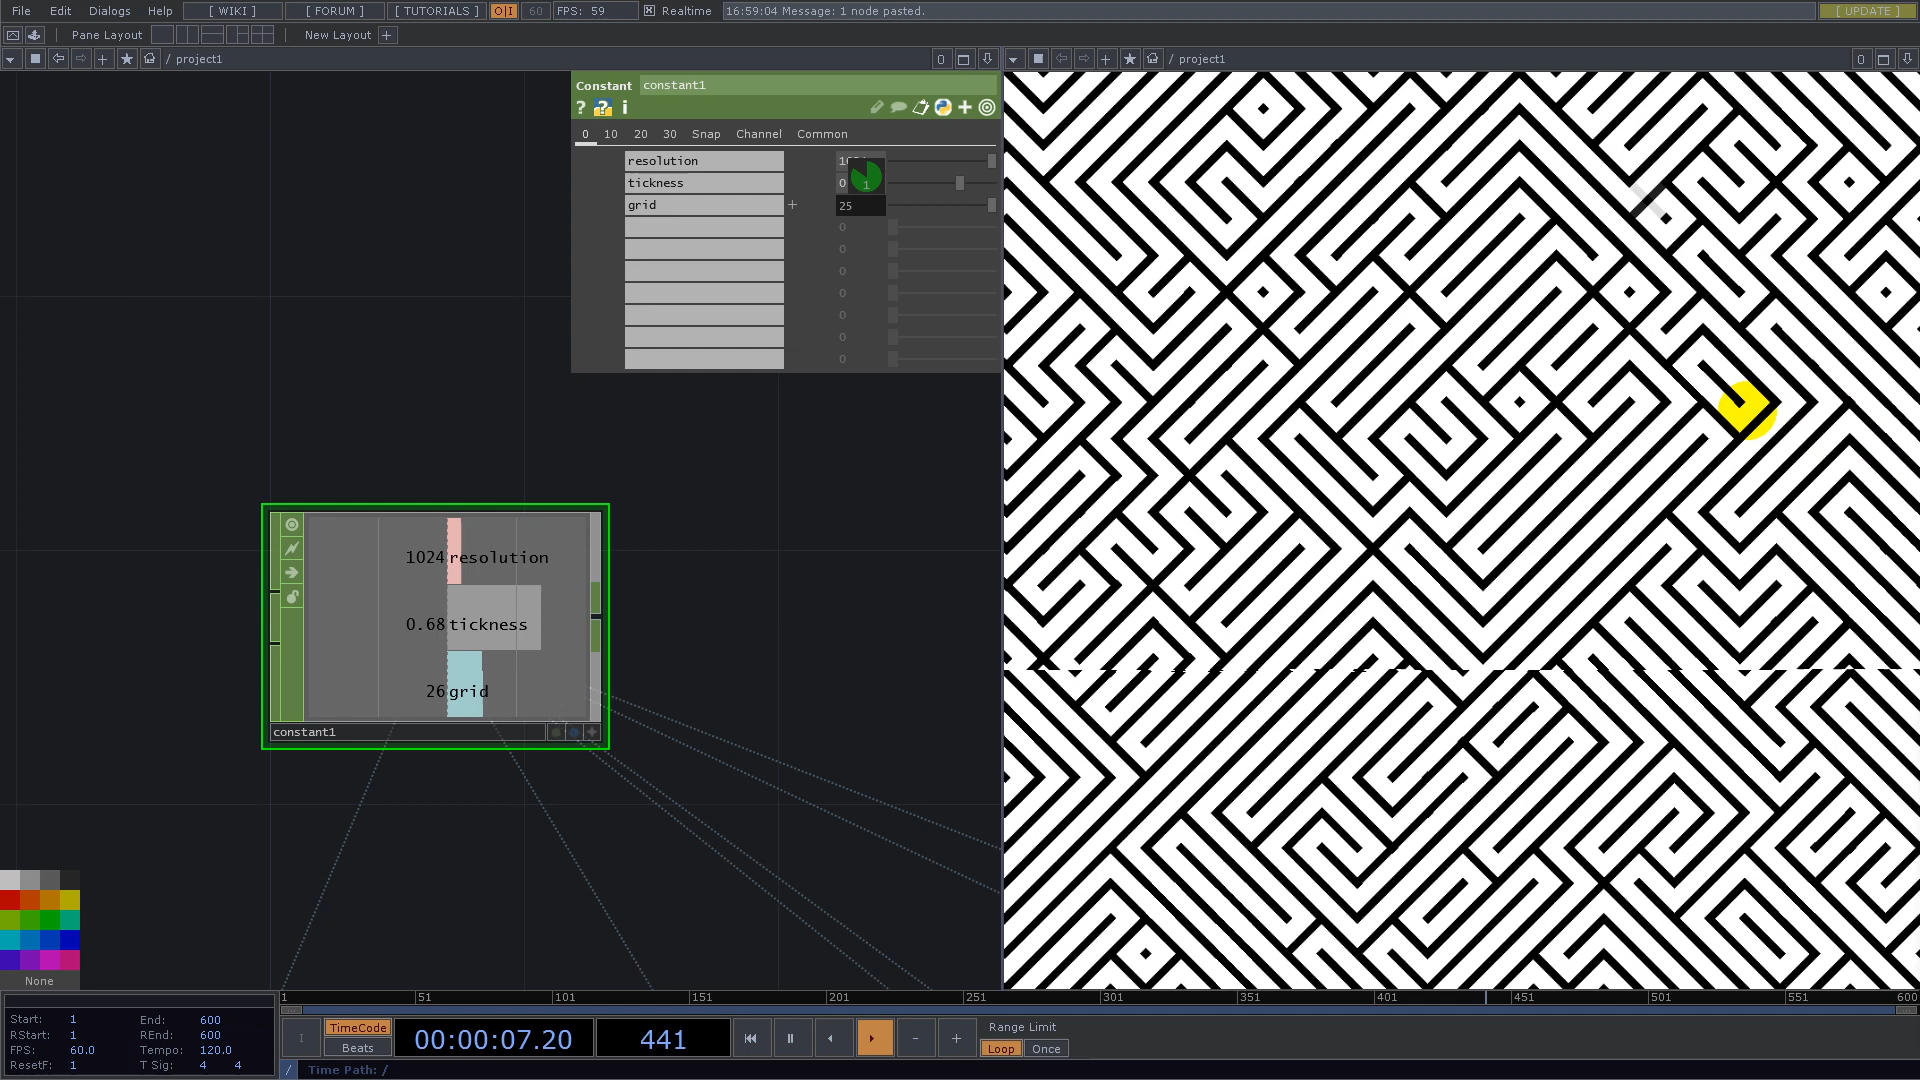 File Edit Dialogs Help [ WIKI ] [ FORUM ] [ TUTORIALS ] O|I 60 FPS: 59 Realtime 16:59:04 Message: 1 node pasted. [ UPDATE ]
Pane Layout New Layout +
/ project1 0 / project1 0
Constant constant1
? ? i
0 10 20 30 Snap Channel Common
resolution
tickness 0 1
grid + 25
0
0
0
0
0
0
0
1024 resolution
0.68 tickness
26 grid
constant1
None
1 51 101 151 201 251 301 351 401 451 501 551 600
Start: 1 End: 600
RStart: 1 REnd: 600
FPS: 60.0 Tempo: 120.0
ResetF: 1 T Sig: 4 4
I TimeCode Beats 00:00:07.20 441 - + Range Limit
Loop Once
/ Time Path: /